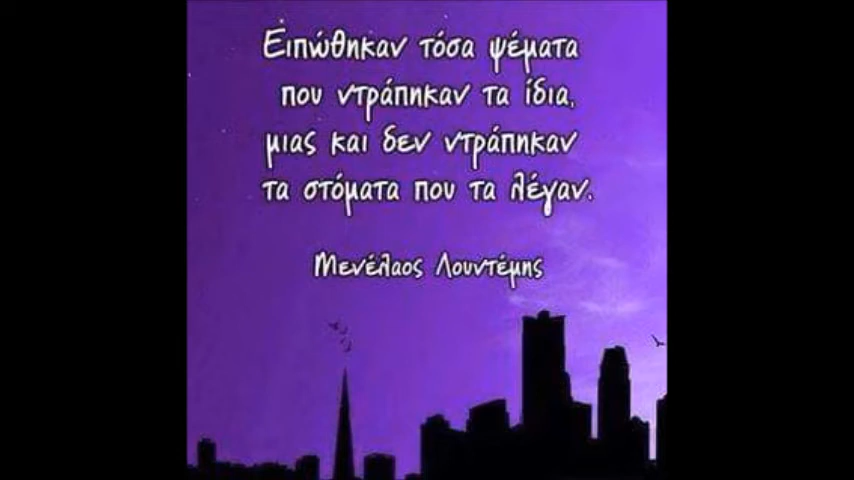 Ειπώθηκαν τόσα ψέματα
που ντράπηκαν τα ίδια,
μιας και δεν ντράπηκαν
τα στόματα που τα λέγαν.
Μενέλαος Λουντέμης